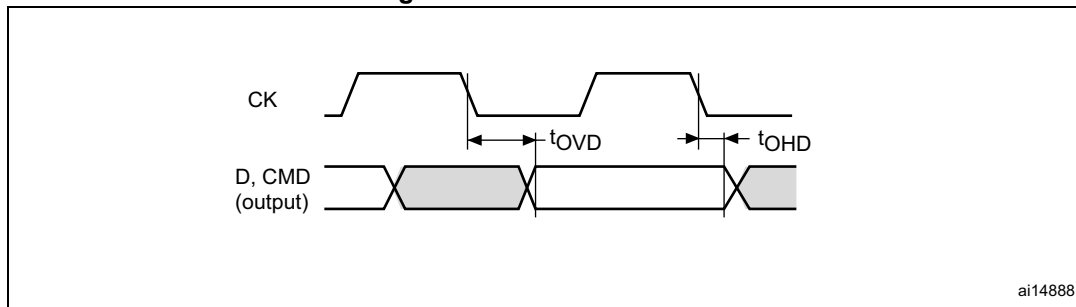 g
CK
tOVD
tOHD
D, CMD
(output)
ai14888